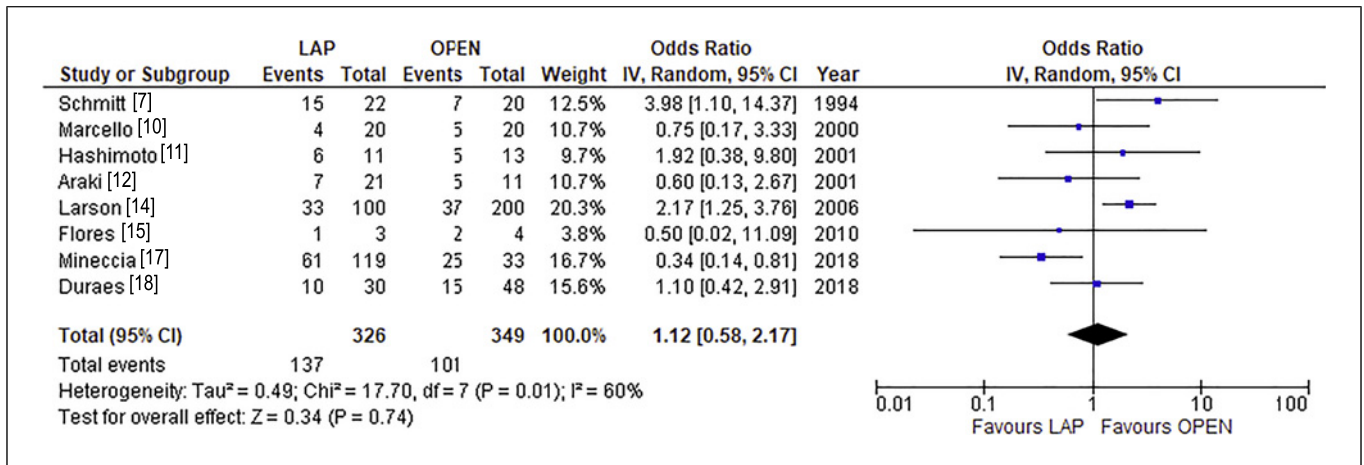 LAP OPEN Odds Ratio Odds Ratio
Study or Subgroup Events Total Events Total Weight IV, Random, 95% CI Year IV, Random, 95% CI
Schmitt [7] 15 22 7 20 12.5% 3.98 [1.10, 14.37] 1994
Marcello [10] 4 20 5 20 10.7% 0.75 [0.17, 3.33] 2000
Hashimoto [11] 6 11 5 13 9.7% 1.92 [0.38, 9.80] 2001
Araki [12] 7 21 5 11 10.7% 0.60 [0.13, 2.67] 2001
Larson [14] 33 100 37 200 20.3% 2.17 [1.25, 3.76] 2006
Flores [15] 1 3 2 4 3.8% 0.50 [0.02, 11.09] 2010
Mineccia [17] 61 119 25 33 16.7% 0.34 [0.14, 0.81] 2018
Duraes [18] 10 30 15 48 15.6% 1.10 [0.42, 2.91] 2018
Total (95% CI) 326 349 100.0% 1.12 [0.58, 2.17]
Total events 137 101
Heterogeneity: Tau² = 0.49; Chi² = 17.70, df = 7 (P = 0.01); I² = 60%
Test for overall effect: Z = 0.34 (P = 0.74)
0.01 0.1 1 10 100
Favours LAP Favours OPEN